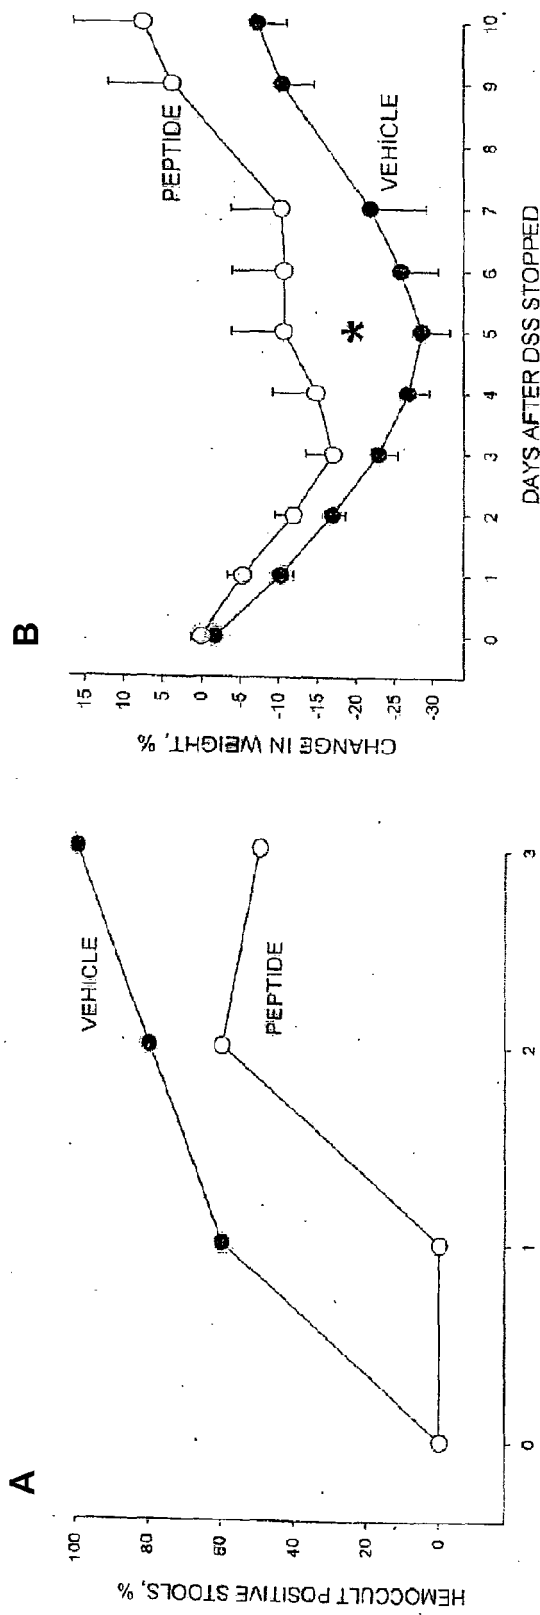 A
HEMOCCULT POSITIVE STOOLS, %
100
80
60
40
20
0
VEHICLE
PEPTIDE
0 1 2 3
B
CHANGE IN WEIGHT, %
15
10
5
0
-5
-10
-15
-20
-25
-30
PEPTIDE
*
VEHICLE
0 1 2 3 4 5 6 7 8 9 10
DAYS AFTER DSS STOPPED